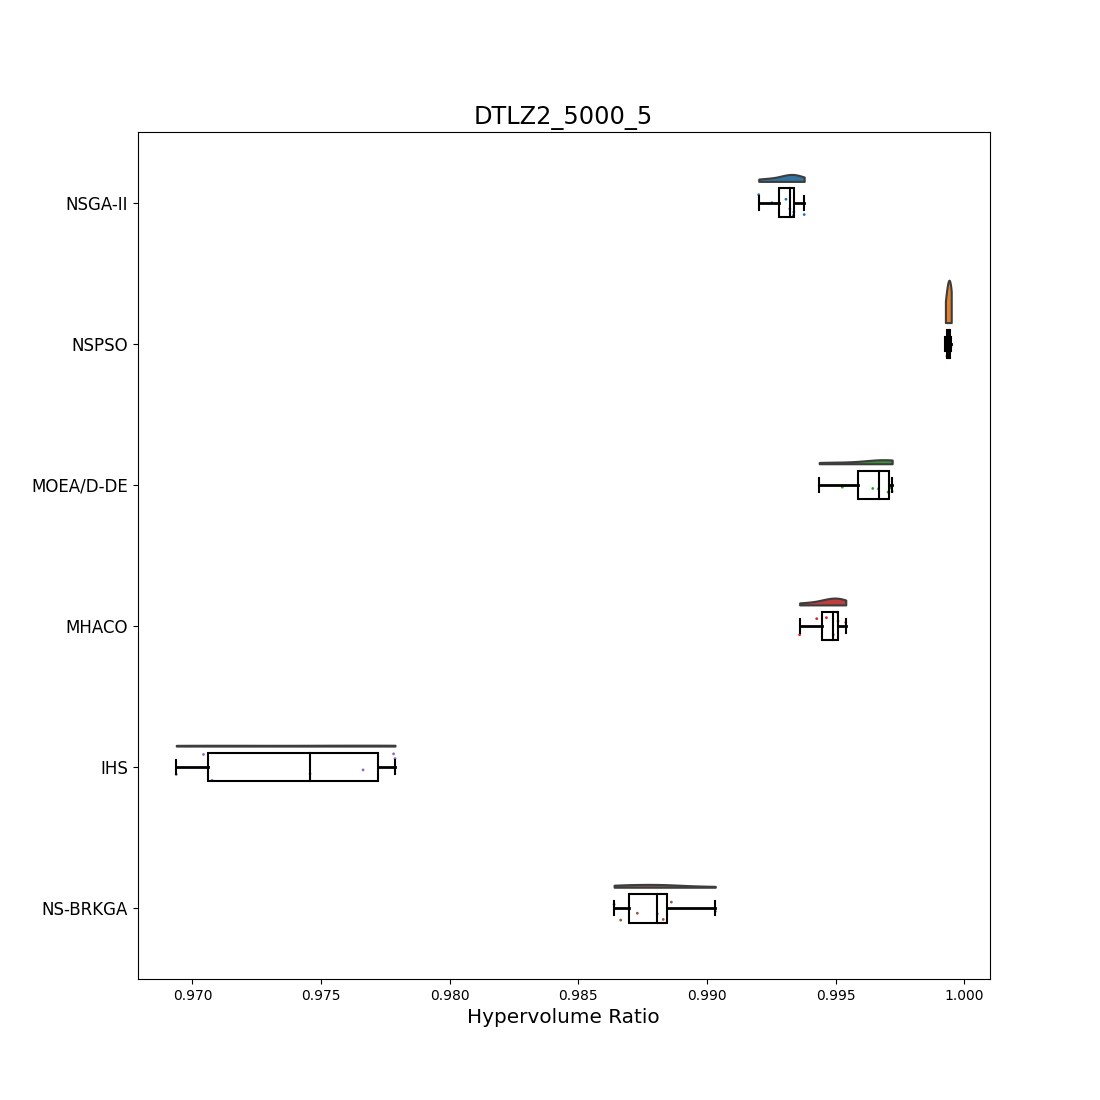 DTLZ2_5000_5
NSGA-II
NSPSO
MOEA/D-DE
MHACO
IHS
NS-BRKGA
0.970 0.975 0.980 0.985 0.990 0.995 1.000
Hypervolume Ratio